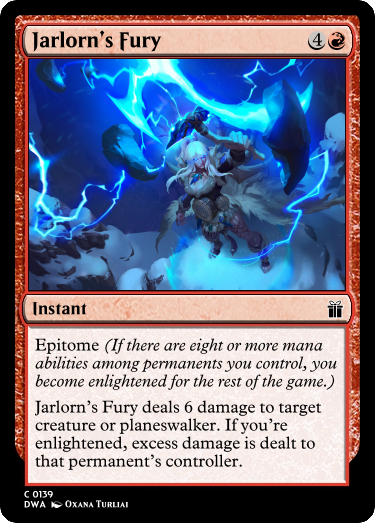 Jarlorn's Fury 4
Instant
Epitome (If there are eight or more mana
abilities among permanents you control, you
become enlightened for the rest of the game.)
Jarlorn's Fury deals 6 damage to target
creature or planeswalker. If you're
enlightened, excess damage is dealt to
that permanent's controller.
C 0139
DWA Oxana Turliai